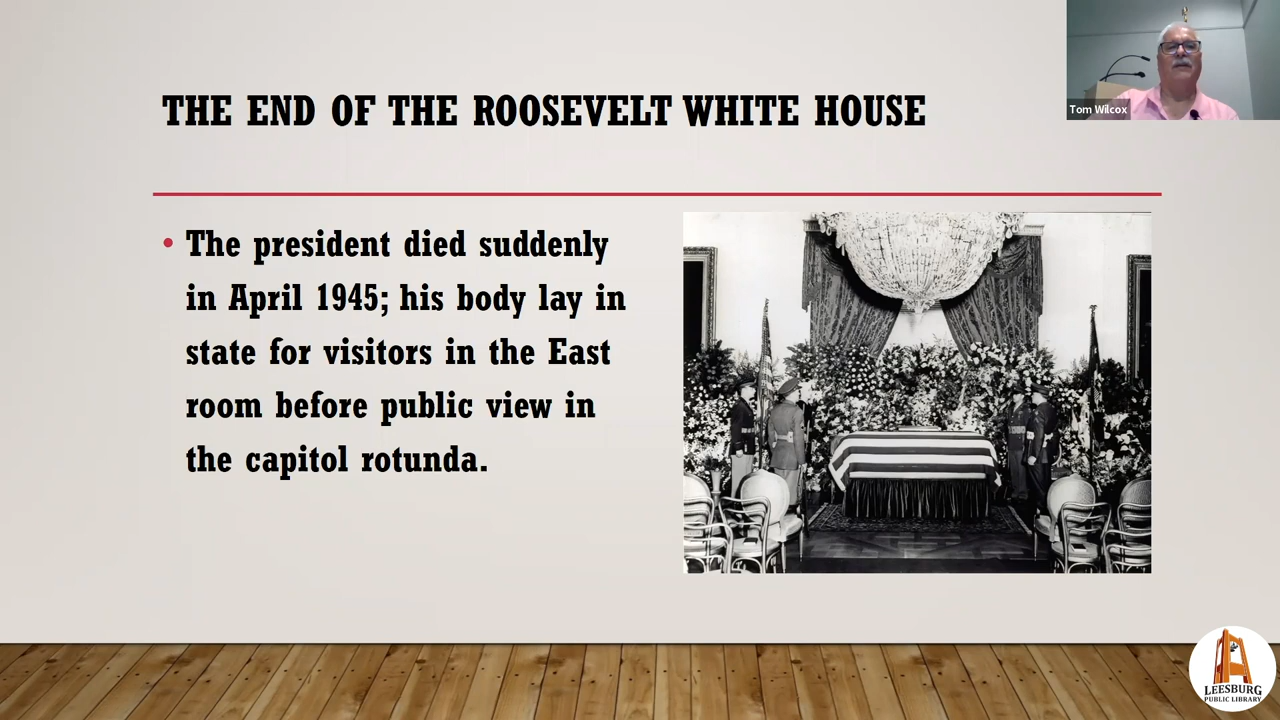 THE END OF THE ROOSEVELT WHITE HOUSE
Tom Wilcox
• The president died suddenly
in April 1945; his body lay in
state for visitors in the East
room before public view in
the capitol rotunda.
LEESBURG
PUBLIC LIBRARY